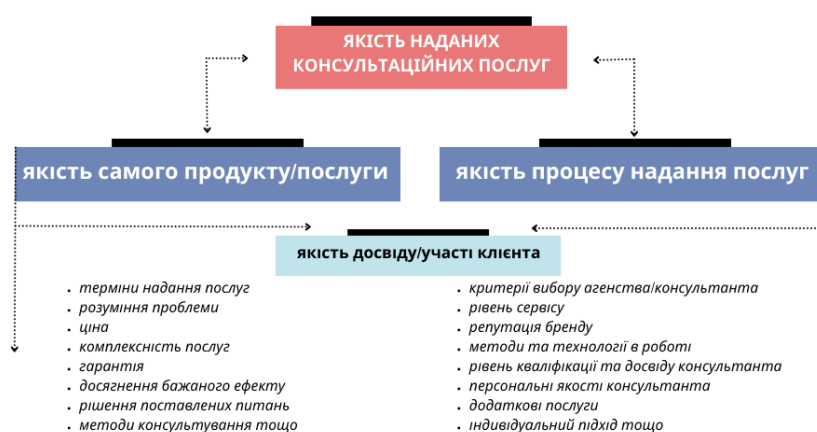 ЯКІСТЬ НАДАНИХ
КОНСУЛЬТАЦІЙНИХ ПОСЛУГ
якість самого продукту/послуги
якість процесу надання послуг
якість досвіду/участі клієнта
• терміни надання послуг
• розуміння проблеми
• ціна
• комплексність послуг
• гарантія
• досягнення бажаного ефекту
• рішення поставлених питань
• методи консультування тощо
• критерії вибору агенства/консультанта
• рівень сервісу
• репутація бренду
• методи та технології в роботі
• рівень кваліфікації та досвіду консультанта
• персональні якості консультанта
• додаткові послуги
• індивідуальний підхід тощо